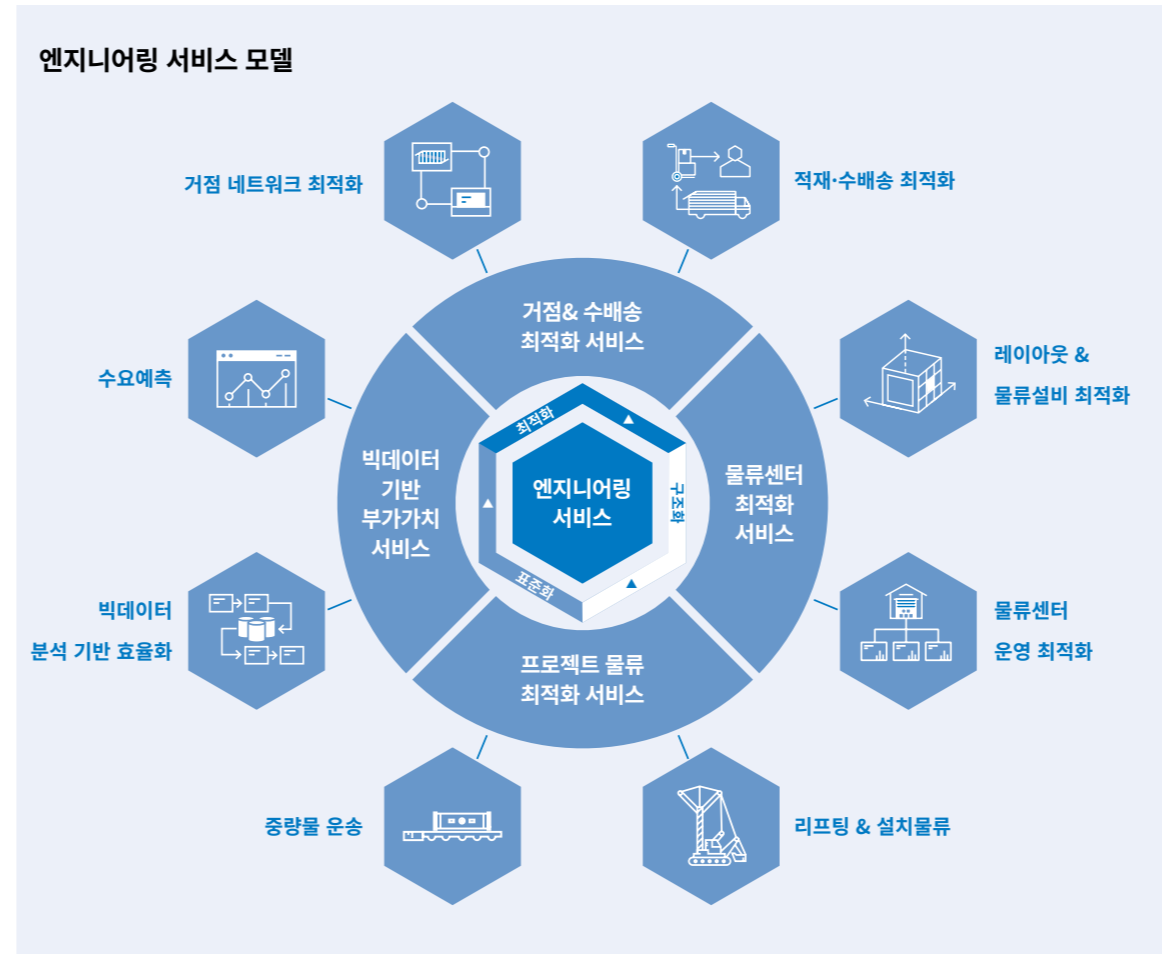 엔지니어링 서비스 모델
거점 네트워크 최적화
적재·수배송 최적화
거점& 수배송
최적화 서비스
수요예측
레이아웃 &
물류설비 최적화
최적화
빅데이터
기반
부가가치
서비스
엔지니어링
서비스
구조화
물류센터
최적화
서비스
표준화
빅데이터
분석 기반 효율화
물류센터
운영 최적화
프로젝트 물류
최적화 서비스
중량물 운송
리프팅 & 설치물류